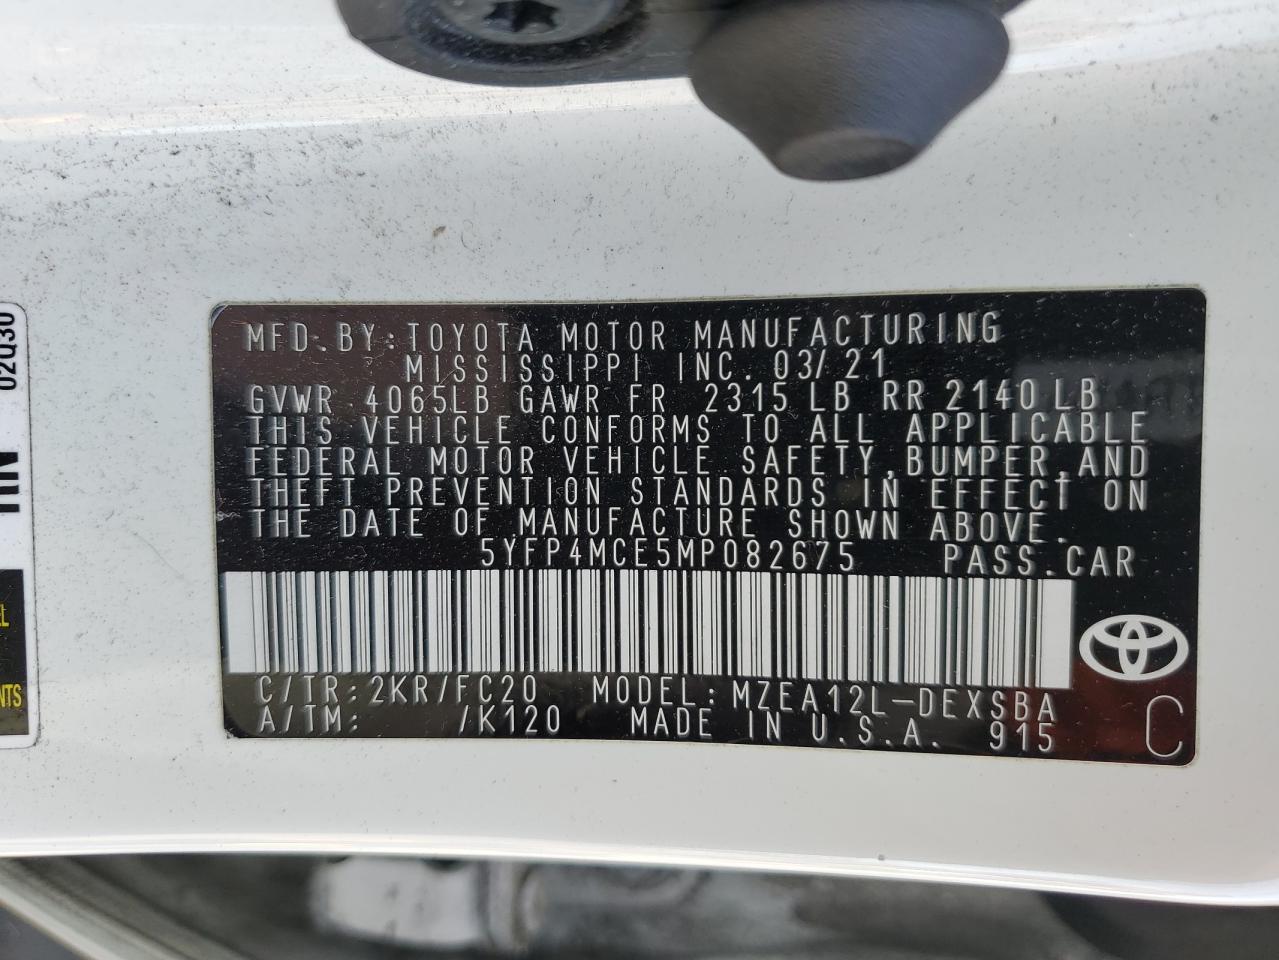 MFD.BY:TOYOTA MOTOR MANUFACTURING
MISSISSIPPI INC. 03/21
GVWR 4065LB GAWR FR 2315 LB RR 2140 LB
THIS VEHICLE CONFORMS TO ALL APPLICABLE
FEDERAL MOTOR VEHICLE SAFETY,BUMPER,AND
THEFT PREVENTION STANDARDS IN EFFECT ON
THE DATE OF MANUFACTURE SHOWN ABOVE.
5YFP4MCE5MP082675 PASS.CAR
C/TR:2KR/FC20 MODEL:MZEA12L-DEXSBA
A/TM: /K120 MADE IN U.S.A. 915
C
02030